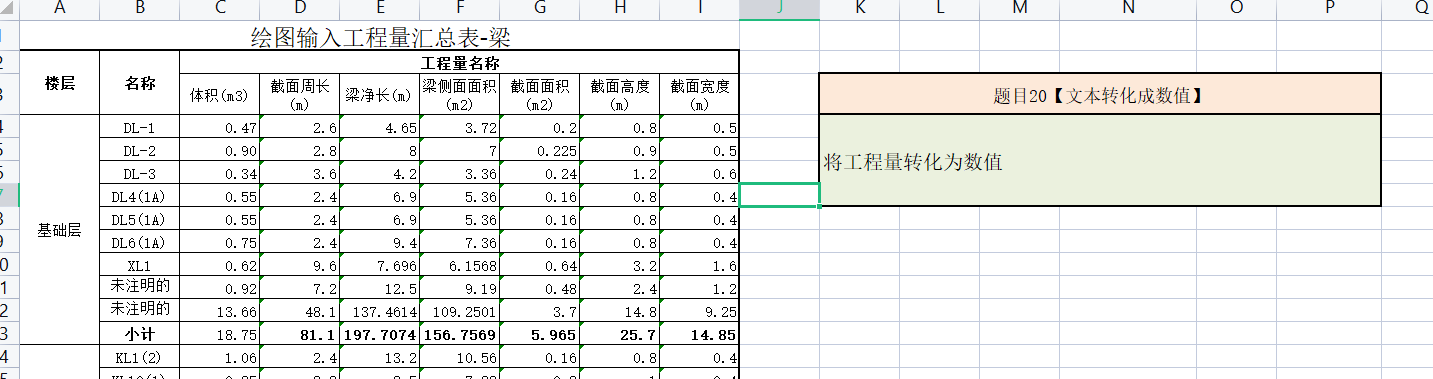 A B C D E F G H I J K L M N O P Q
绘图输入工程量汇总表-梁
2 楼层 名称 工程量名称
3 体积(m3) 截面周长(m) 梁净长(m) 梁侧面面积(m2) 截面面积(m2) 截面高度(m) 截面宽度(m)
题目20【文本转化成数值】
4 基础层 DL-1 0.47 2.6 4.65 3.72 0.2 0.8 0.5
5 DL-2 0.90 2.8 8 7 0.225 0.9 0.5
将工程量转化为数值
DL-3 0.34 3.6 4.2 3.36 0.24 1.2 0.6
7 DL4(1A) 0.55 2.4 6.9 5.36 0.16 0.8 0.4
8 DL5(1A) 0.55 2.4 6.9 5.36 0.16 0.8 0.4
9 DL6(1A) 0.75 2.4 9.4 7.36 0.16 0.8 0.4
0 XL1 0.62 9.6 7.696 6.1568 0.64 3.2 1.6
1 未注明的 0.92 7.2 12.5 9.19 0.48 2.4 1.2
2 未注明的 13.66 48.1 137.4614 109.2501 3.7 14.8 9.25
3 小计 18.75 81.1 197.7074 156.7569 5.965 25.7 14.85
4 KL1(2) 1.06 2.4 13.2 10.56 0.16 0.8 0.4